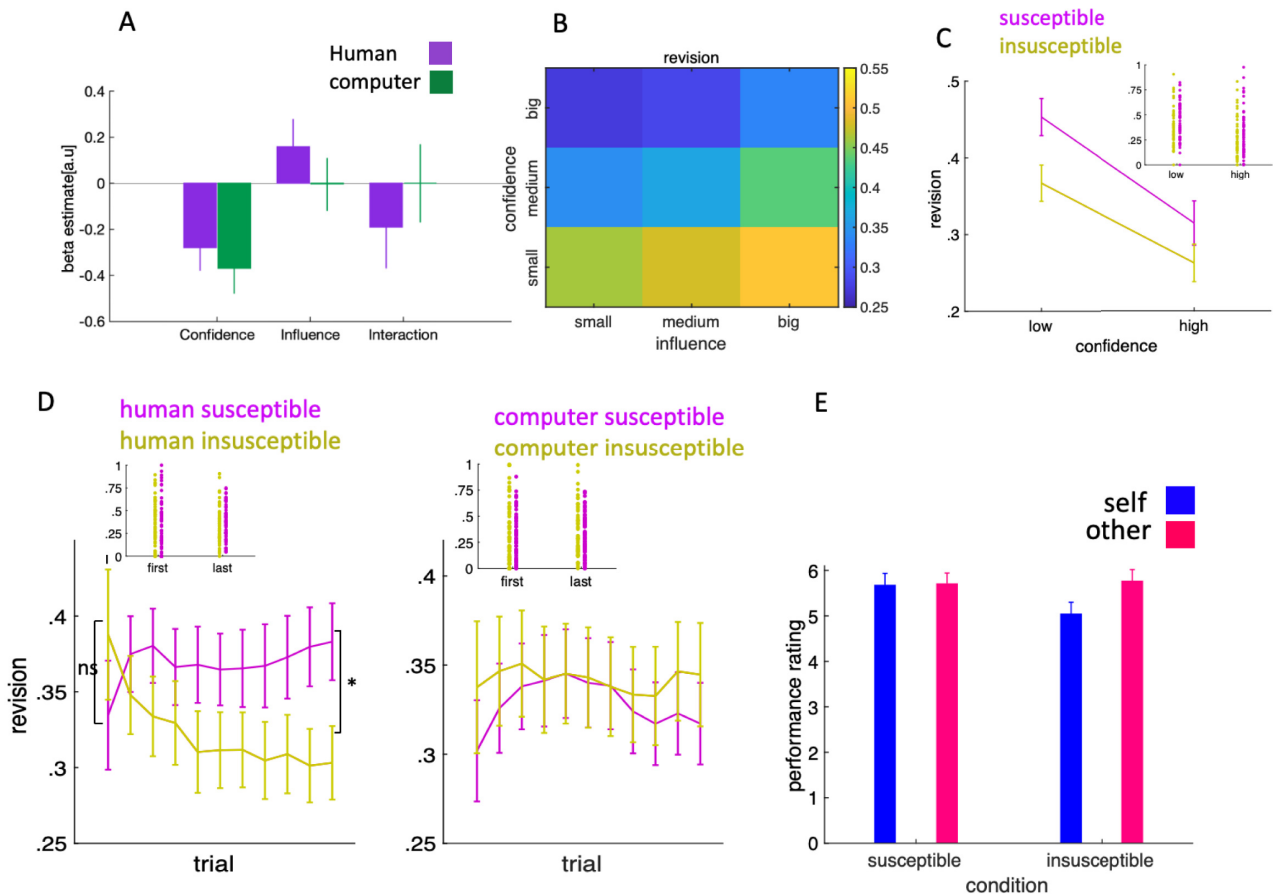 A
Human
computer
0.4
0.2
0
-0.2
-0.4
-0.6
beta estimate[a.u]
Confidence
Influence
Interaction
B
revision
big
medium
small
confidence
small
medium
big
influence
0.55
0.5
0.45
0.4
0.35
0.3
0.25
C
susceptible
insusceptible
.5
.4
.3
.2
revision
low
high
confidence
1
.75
.5
.25
0
low
high
D
human susceptible
human insusceptible
1
.75
.5
.25
0
first
last
.4
.35
.3
.25
revision
ns
*
trial
computer susceptible
computer insusceptible
1
.75
.5
.25
0
first
last
.4
.35
.3
.25
trial
E
self
other
6
5
4
3
2
1
0
performance rating
susceptible
insusceptible
condition